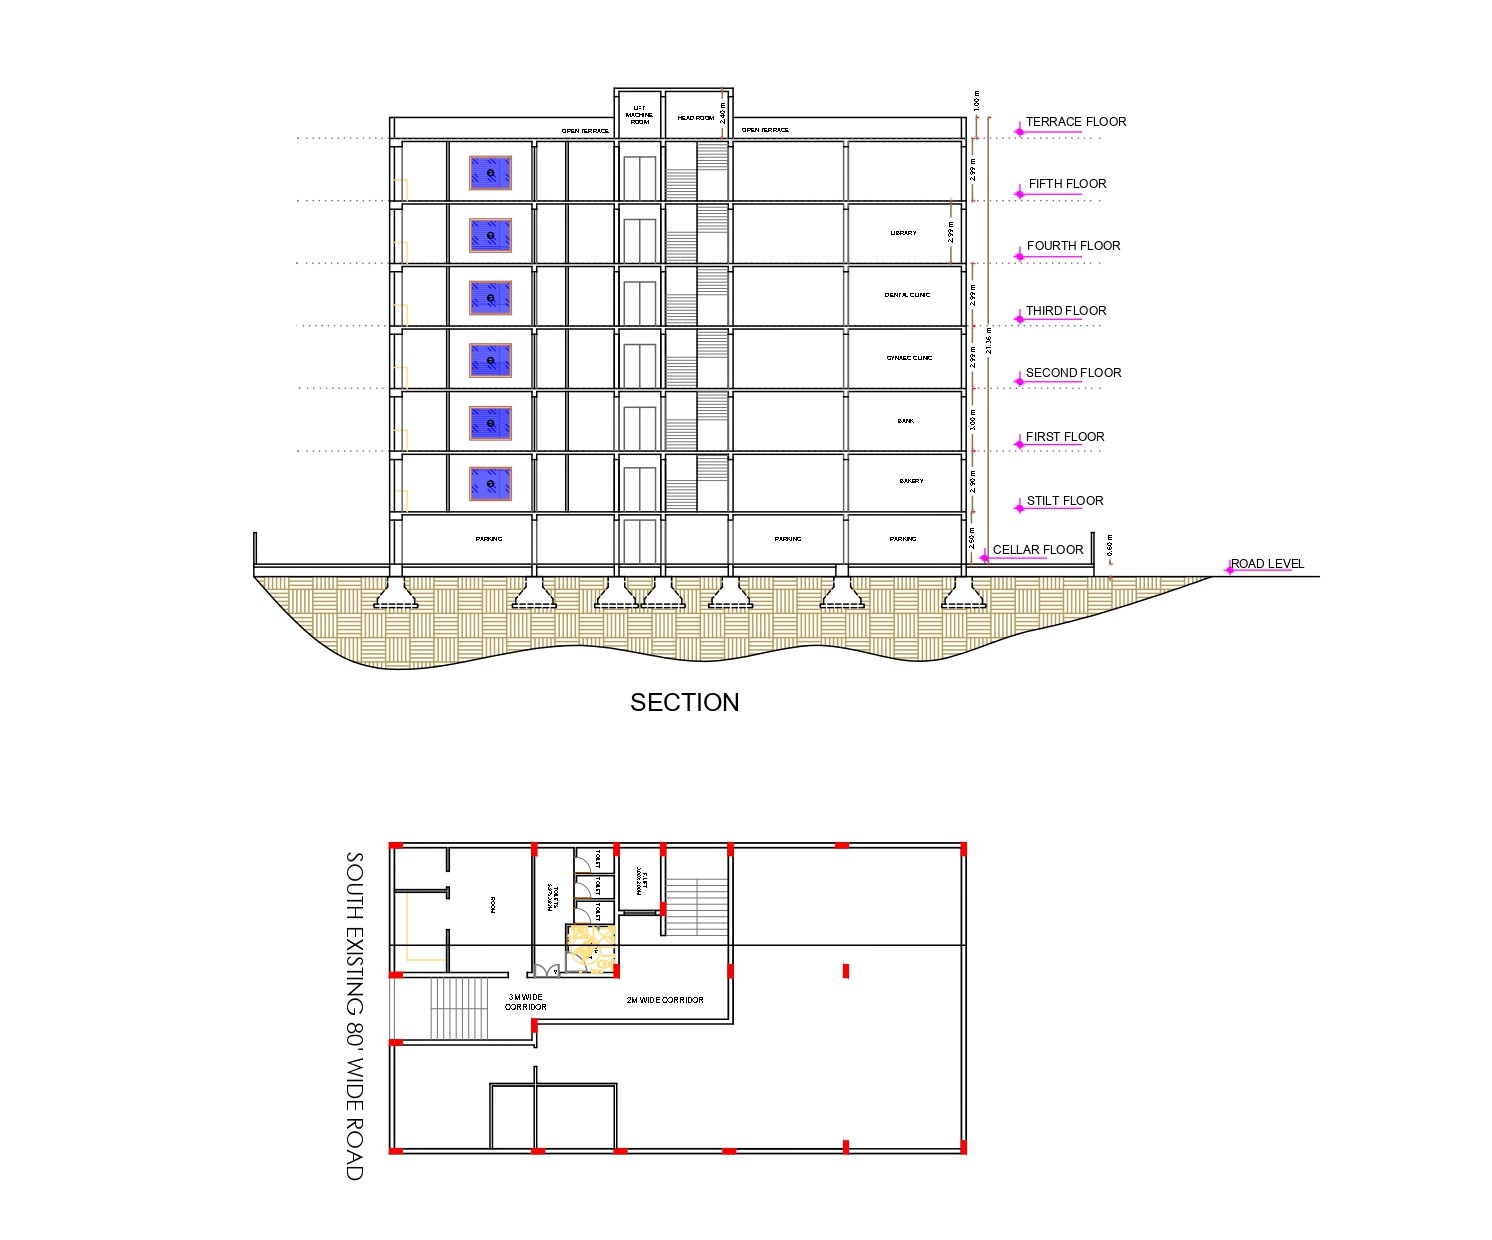 1.00 m
LIFT
MACHINE
ROOM
HEAD ROOM
2.40 m
OPEN TERRACE
OPEN TERRACE
TERRACE FLOOR
2.99 m
FIFTH FLOOR
LIBRARY
2.99 m
FOURTH FLOOR
DENTAL CLINIC
2.99 m
THIRD FLOOR
21.36 m
GYNAEC CLINIC
2.99 m
SECOND FLOOR
BANK
3.00 m
FIRST FLOOR
BAKERY
2.90 m
STILT FLOOR
PARKING
PARKING
PARKING
2.50 m
CELLAR FLOOR
0.60 m
ROAD LEVEL
SECTION
SOUTH EXISTING 80' WIDE ROAD
ROOM
TOILETS
TOILET
TOILET
TOILET
LIFT
3M WIDE
CORRIDOR
2M WIDE CORRIDOR